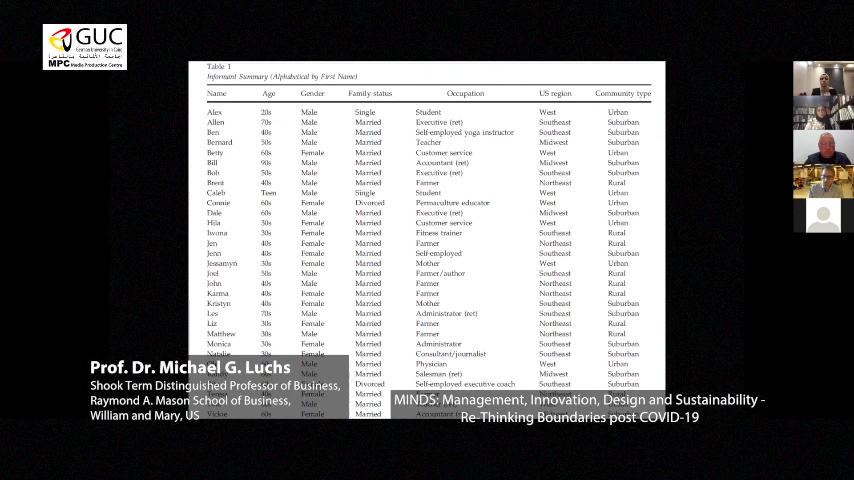 GUC
German University in Cairo
الجامعة الألمانية بالقاهرة
MPC Media Production Centre
Table 1
Informant Summary (Alphabetical by First Name)
Name Age Gender Family status Occupation US region Community type
Alex 20s Male Single Student West Urban
Allen 70s Male Married Executive (ret) Southeast Suburban
Ben 40s Male Married Self-employed yoga instructor Southeast Suburban
Bernard 50s Male Married Teacher Midwest Suburban
Betty 60s Female Married Customer service West Urban
Bill 90s Male Married Accountant (ret) Midwest Suburban
Bob 50s Male Married Executive (ret) Southeast Suburban
Brent 40s Male Married Farmer Northeast Rural
Caleb Teen Male Single Student West Urban
Connie 60s Female Divorced Permaculture educator West Urban
Dale 60s Male Married Executive (ret) Midwest Suburban
Hila 30s Female Married Customer service West Urban
Iwona 30s Female Married Fitness trainer Southeast Rural
Jen 40s Female Married Farmer Northeast Rural
Jenn 40s Female Married Self-employed Southeast Suburban
Jessamyn 30s Female Married Mother West Urban
Joel 50s Male Married Farmer/author Southeast Rural
John 40s Male Married Farmer Northeast Rural
Karma 40s Female Married Farmer Northeast Rural
Kristyn 40s Female Married Mother Southeast Suburban
Les 70s Male Married Administrator (ret) Southeast Suburban
Liz 30s Female Married Farmer Northeast Rural
Matthew 30s Male Married Farmer Northeast Rural
Monica 30s Female Married Administrator Southeast Suburban
Natalie 30s Female Married Consultant/journalist Southeast Suburban
Married Physician West Urban
Married Salesman (ret) Midwest Suburban
Divorced Self-employed executive coach Southeast Suburban
Married
Married
Vickie 60s Female Married Accountant
Prof. Dr. Michael G. Luchs
Shook Term Distinguished Professor of Business,
Raymond A. Mason School of Business,
William and Mary, US
MINDS: Management, Innovation, Design and Sustainability -
Re-Thinking Boundaries post COVID-19